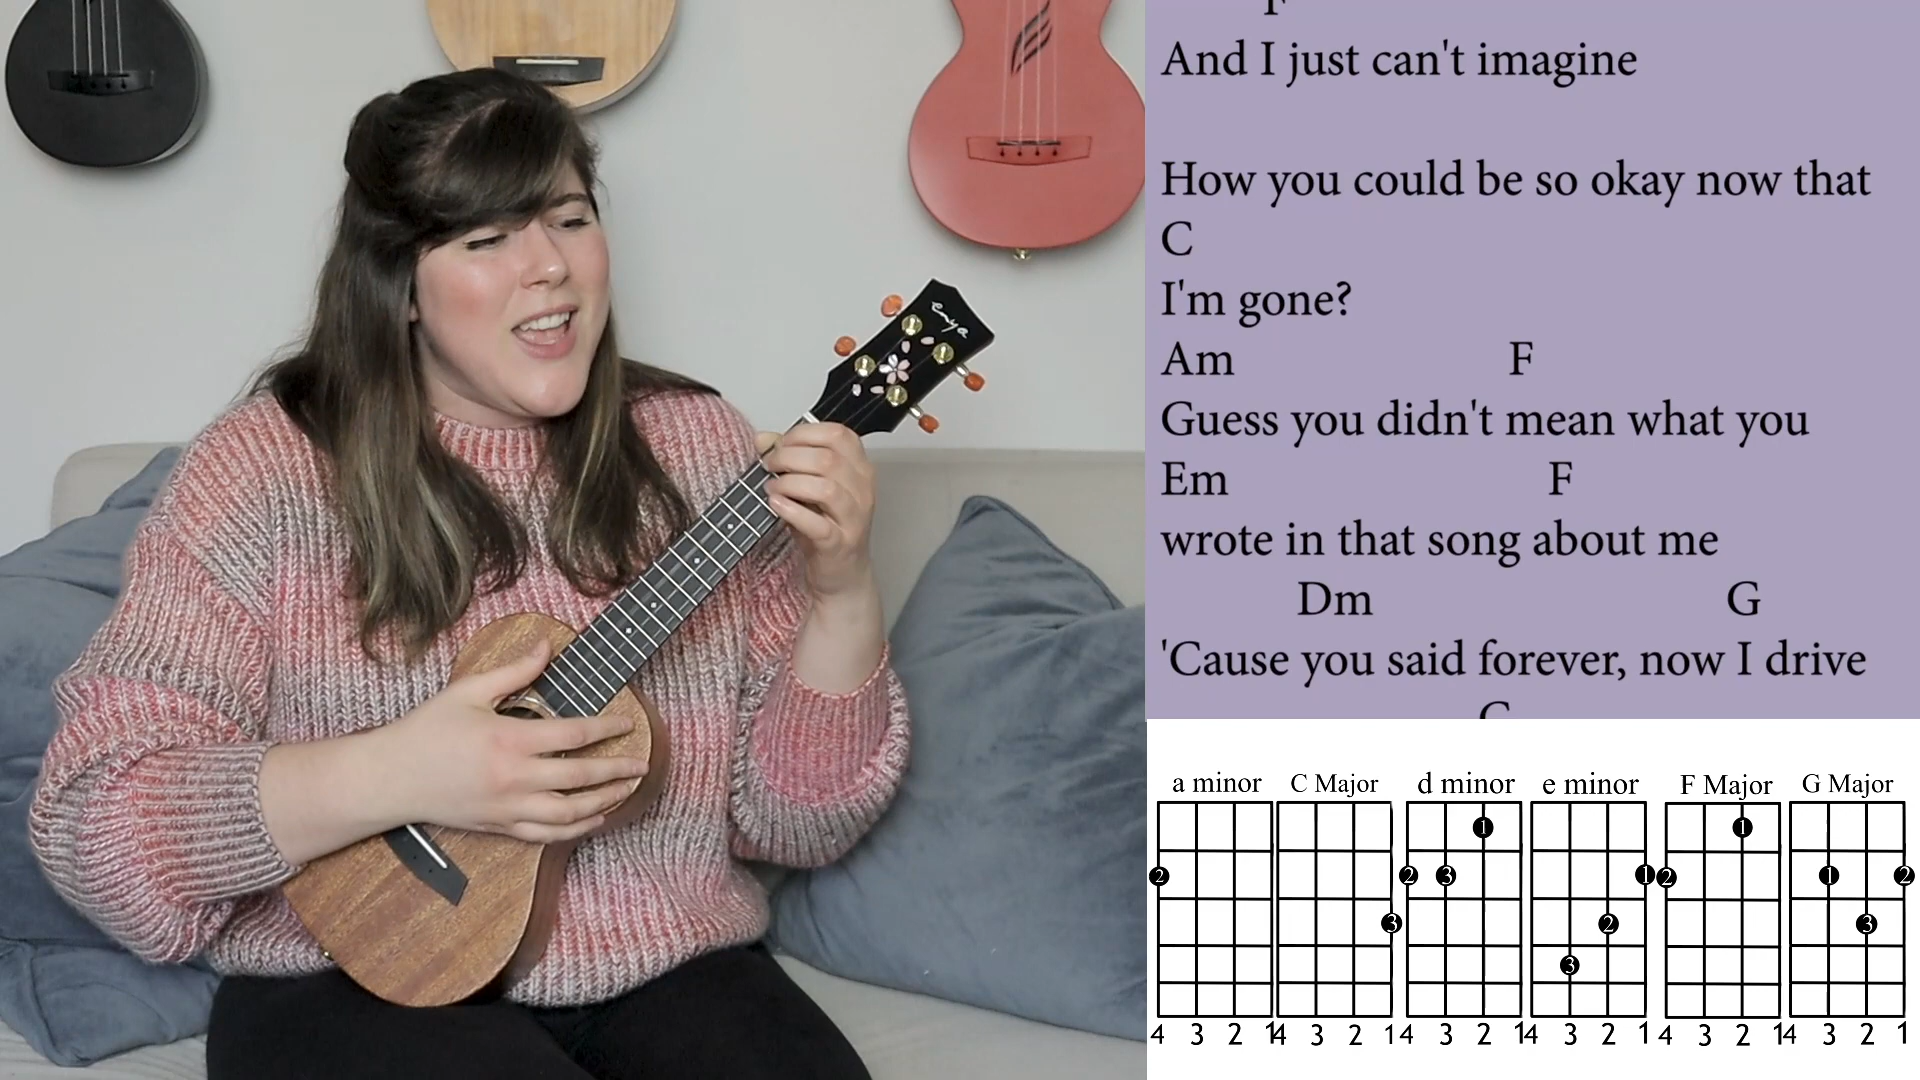 F
And I just can't imagine
How you could be so okay now that
C
I'm gone?
Am F
Guess you didn't mean what you
Em F
wrote in that song about me
Dm G
'Cause you said forever, now I drive
C
enya
a minor C Major d minor e minor F Major G Major
1 1
2 2 3 1 2 1 2
3 2 3
3
4 3 2 1 4 3 2 1 4 3 2 1 4 3 2 1 4 3 2 1 4 3 2 1